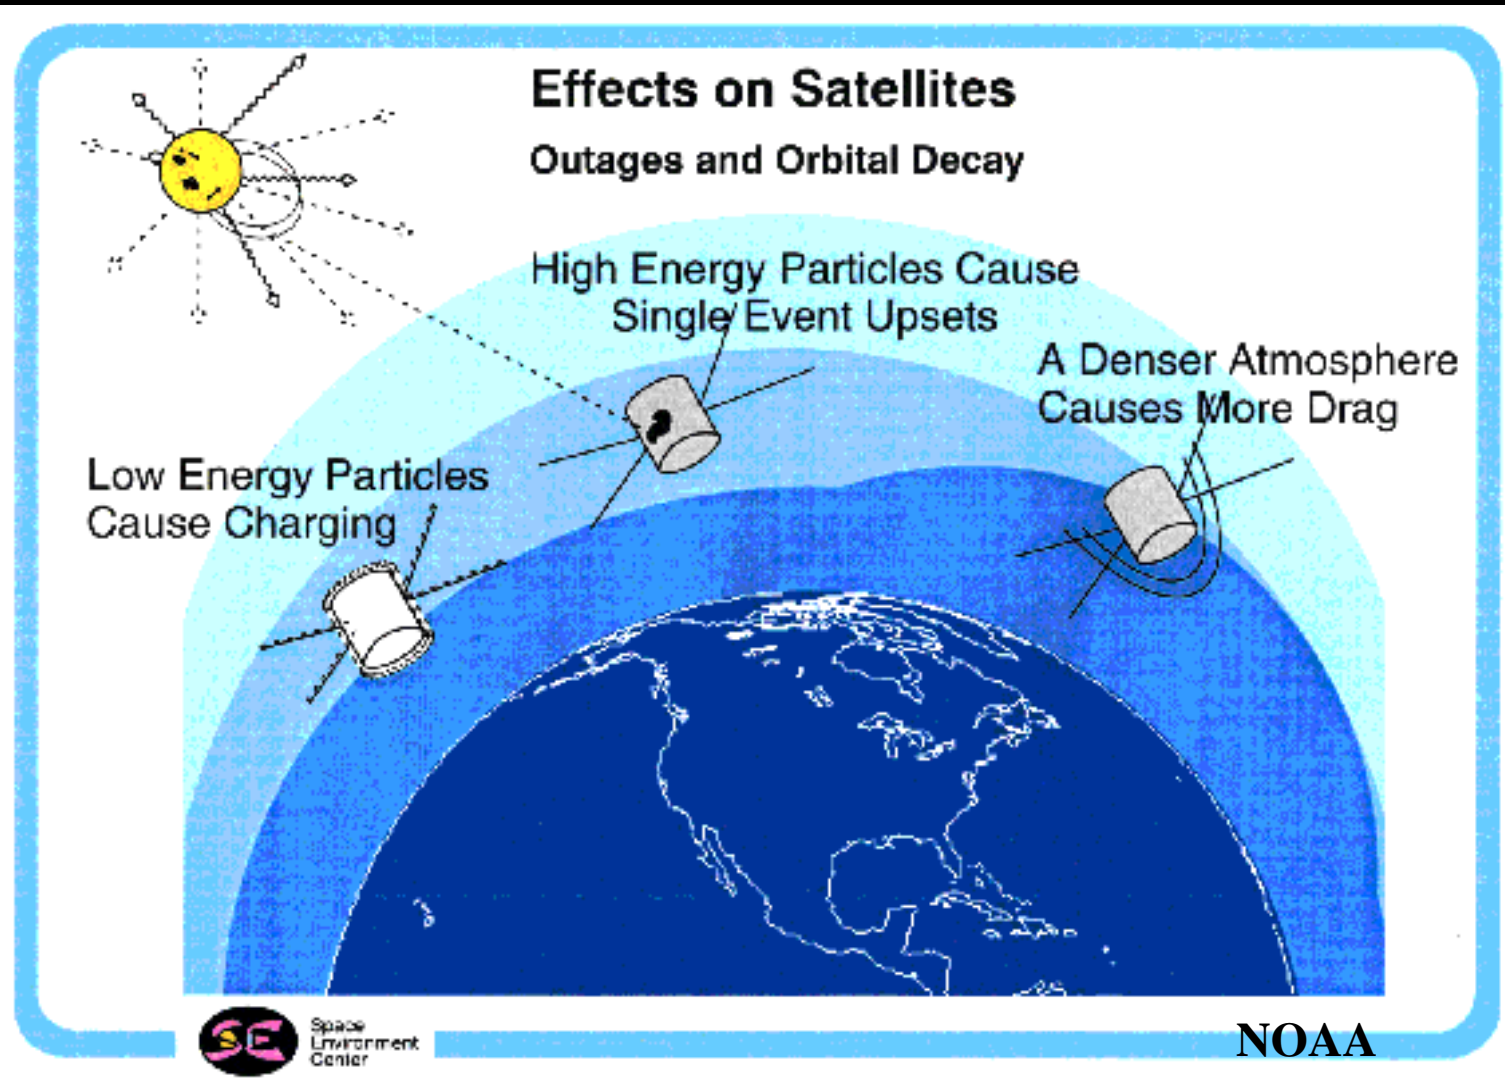 Effects on Satellites
Outages and Orbital Decay
High Energy Particles Cause
Single Event Upsets
A Denser Atmosphere
Causes More Drag
Low Energy Particles
Cause Charging
SE
Space
Environment
Center
NOAA